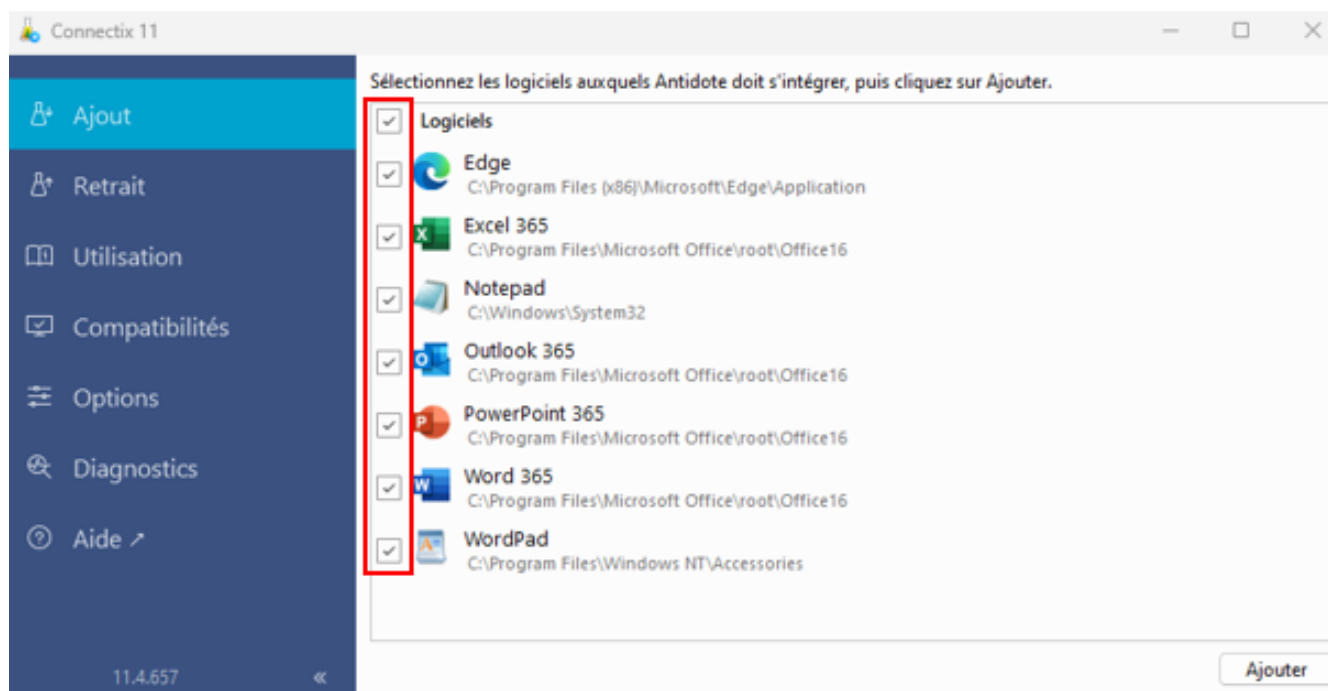 Connectix 11
Sélectionnez les logiciels auxquels Antidote doit s'intégrer, puis cliquez sur Ajouter.
Ajout
Retrait
Utilisation
Compatibilités
Options
Diagnostics
Aide ↗
11.4.657 «
Logiciels
Edge
C:\Program Files (x86)\Microsoft\Edge\Application
Excel 365
C:\Program Files\Microsoft Office\root\Office16
Notepad
C:\Windows\System32
Outlook 365
C:\Program Files\Microsoft Office\root\Office16
PowerPoint 365
C:\Program Files\Microsoft Office\root\Office16
Word 365
C:\Program Files\Microsoft Office\root\Office16
WordPad
C:\Program Files\Windows NT\Accessories
Ajouter